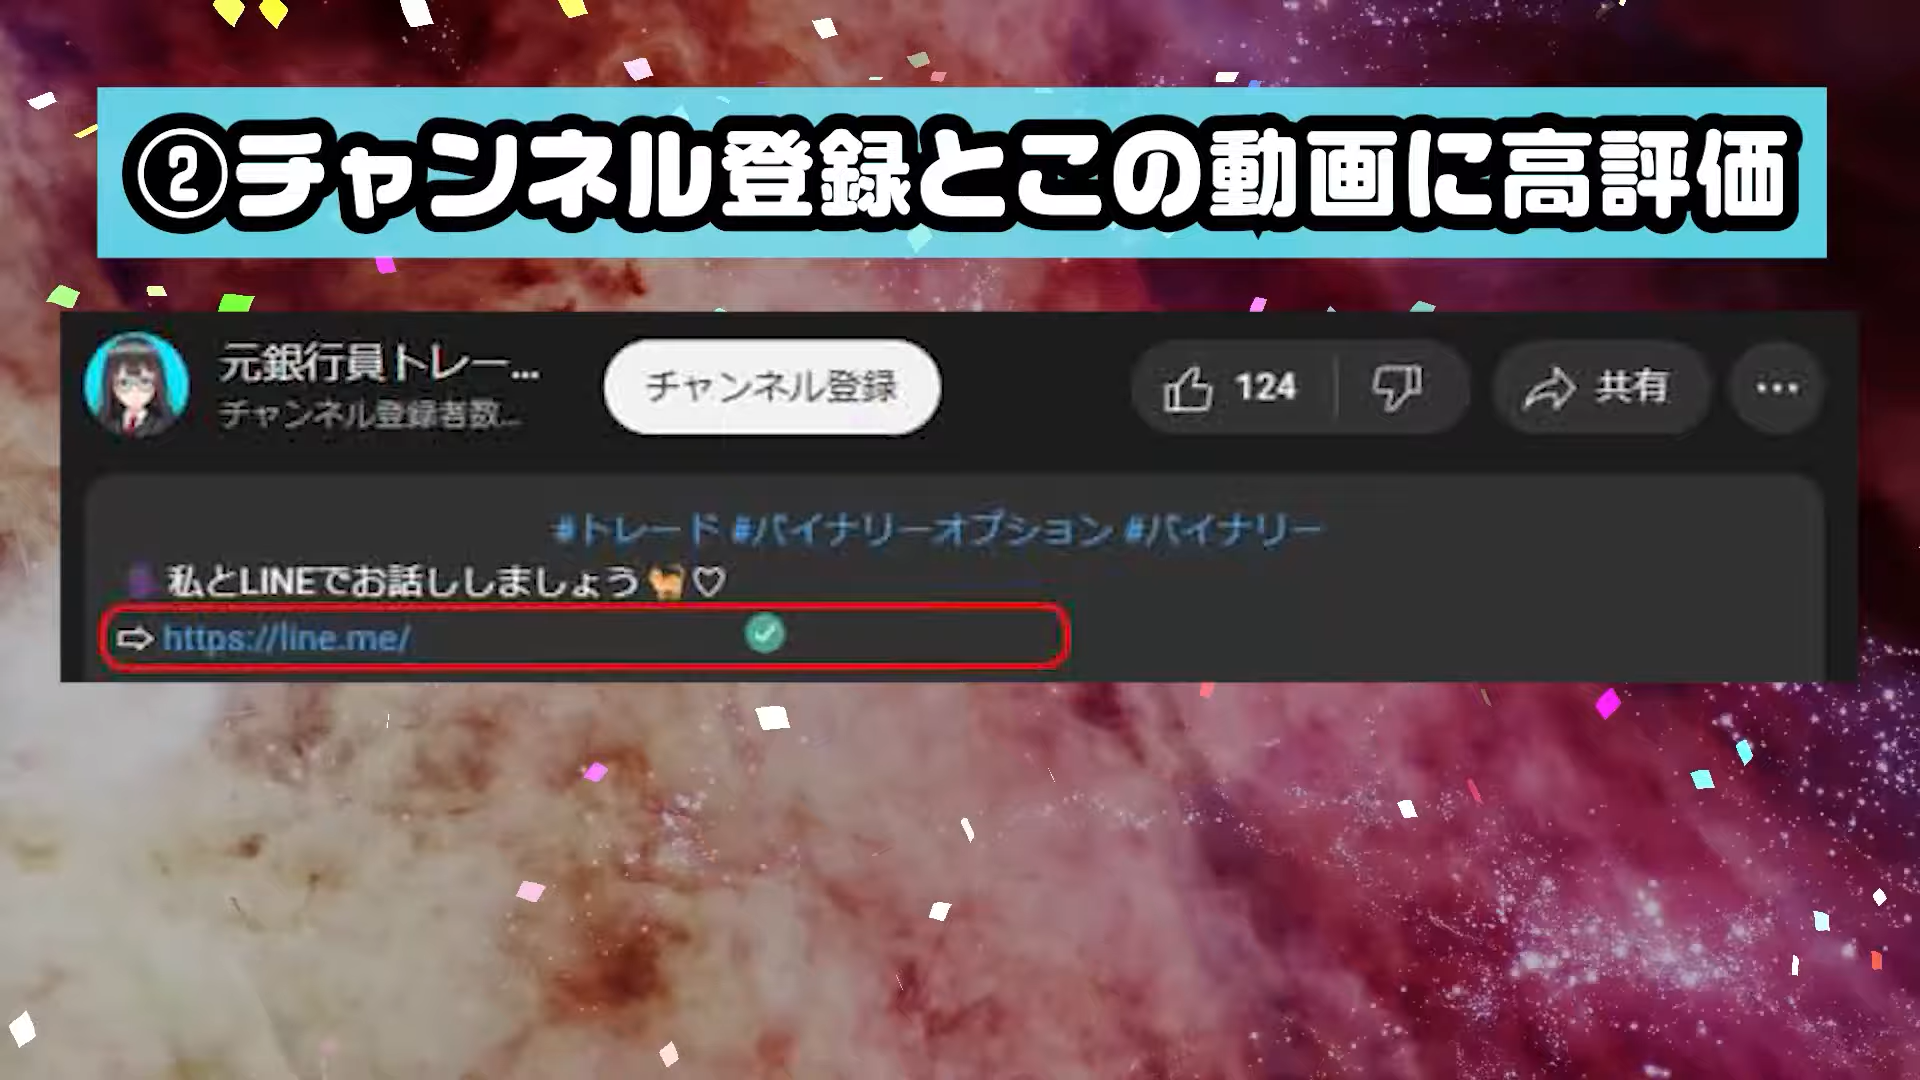 ②チャンネル登録とこの動画に高評価
元銀行員トレー...
チャンネル登録者数...
チャンネル登録
124
共有
#トレード #バイナリーオプション #バイナリー
私とLINEでお話ししましょう🐈♡
⇨ https://line.me/